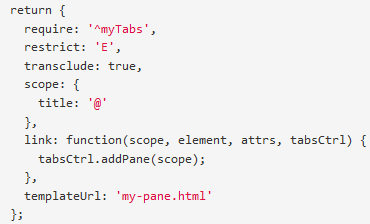 return {
  require: '^myTabs',
  restrict: 'E',
  transclude: true,
  scope: {
    title: '@'
  },
  link: function(scope, element, attrs, tabsCtrl) {
    tabsCtrl.addPane(scope);
  },
  templateUrl: 'my-pane.html'
};